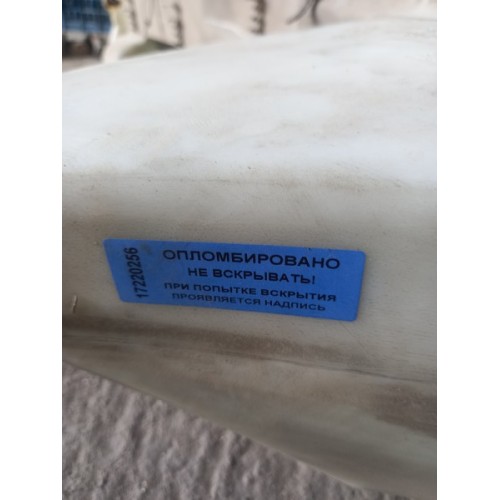 17220256
ОПЛОМБИРОВАНО
НЕ ВСКРЫВАТЬ!
ПРИ ПОПЫТКЕ ВСКРЫТИЯ
ПРОЯВЛЯЕТСЯ НАДПИСЬ